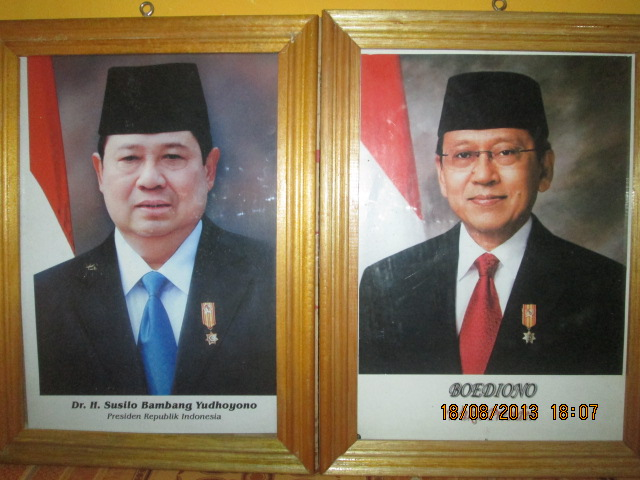 Dr. H. Susilo Bambang Yudhoyono
Presiden Republik Indonesia
BOEDIONO
18/08/2013 18:07